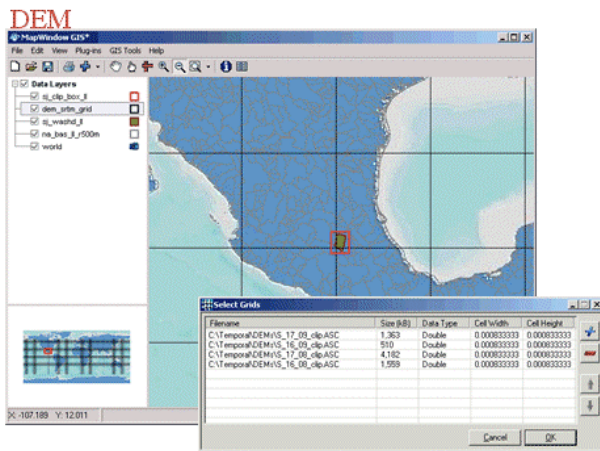 DEM
MapWindow GIS*
File Edit View Plug-ins GIS Tools Help
Data Layers
sj_clip_box_ll
dem_srtm_grid
sj_washd_ll
na_bas_ll_r500m
world
X: -107.189 Y: 12.011
Select Grids
Filename Size (kB) Data Type Cell Width Cell Height
C:\Temporal\DEMs\S_17_09_clip.ASC 1,363 Double 0.000833333 0.000833333
C:\Temporal\DEMs\S_16_09_clip.ASC 510 Double 0.000833333 0.000833333
C:\Temporal\DEMs\S_17_08_clip.ASC 4,182 Double 0.000833333 0.000833333
C:\Temporal\DEMs\S_16_08_clip.ASC 1,559 Double 0.000833333 0.000833333
Cancel OK